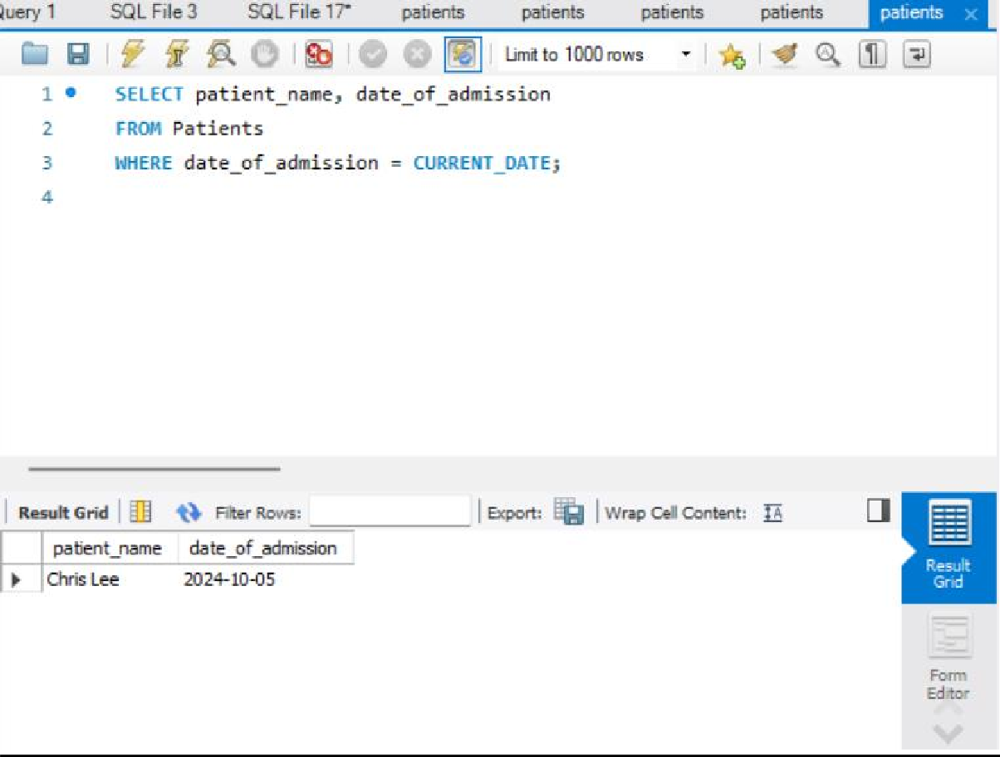 Query 1 SQL File 3 SQL File 17* patients patients patients patients patients
Limit to 1000 rows
1 SELECT patient_name, date_of_admission
2 FROM Patients
3 WHERE date_of_admission = CURRENT_DATE;
4
Result Grid Filter Rows: Export: Wrap Cell Content:
patient_name date_of_admission
Chris Lee 2024-10-05
Result
Grid
Form
Editor